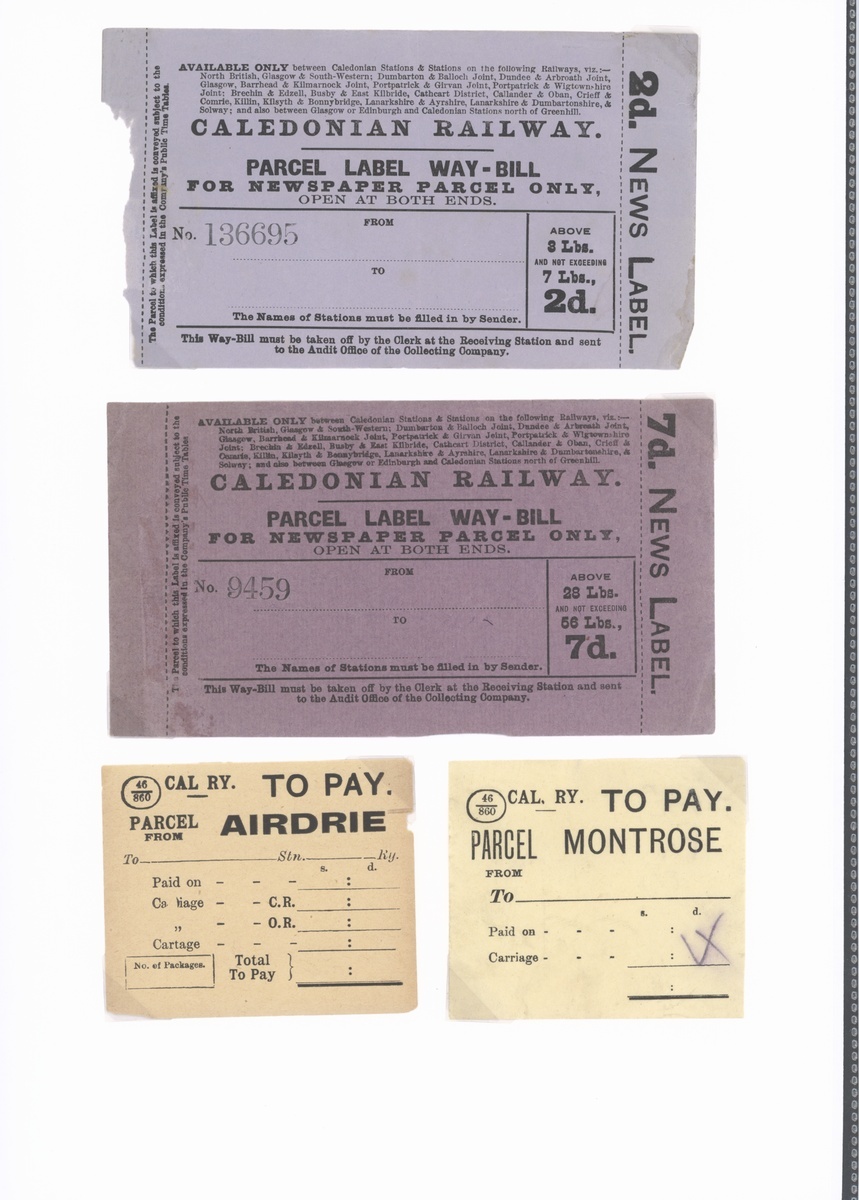 AVAILABLE ONLY between Caledonian Stations & Stations on the following Railways, viz.:—
North British, Glasgow & South-Western; Dumbarton & Balloch Joint, Dundee & Arbroath Joint,
Glasgow, Barrhead & Kilmarnock Joint, Portpatrick & Girvan Joint, Portpatrick & Wigtownshire
Joint; Brechin & Edzell, Busby & East Kilbride, Cathcart District, Callander & Oban, Crieff &
Comrie, Killin, Kilsyth & Bonnybridge, Lanarkshire & Ayrshire, Lanarkshire & Dumbartonshire, &
Solway; and also between Glasgow or Edinburgh and Caledonian Stations north of Greenhill.
CALEDONIAN RAILWAY.
PARCEL LABEL WAY-BILL
FOR NEWSPAPER PARCEL ONLY,
OPEN AT BOTH ENDS.
No. 136695
FROM
TO
The Names of Stations must be filled in by Sender.
ABOVE
3 Lbs.
AND NOT EXCEEDING
7 Lbs.,
2d.
This Way-Bill must be taken off by the Clerk at the Receiving Station and sent
to the Audit Office of the Collecting Company.
The Parcel to which this Label is affixed is conveyed subject to the
condition.. expressed in the Company's Public Time Tables.
2d. NEWS LABEL.
AVAILABLE ONLY between Caledonian Stations & Stations on the following Railways, viz.:—
North British, Glasgow & South-Western; Dumbarton & Balloch Joint, Dundee & Arbroath Joint,
Glasgow, Barrhead & Kilmarnock Joint, Portpatrick & Girvan Joint, Portpatrick & Wigtownshire
Joint; Brechin & Edzell, Busby & East Kilbride, Cathcart District, Callander & Oban, Crieff &
Comrie, Killin, Kilsyth & Bonnybridge, Lanarkshire & Ayrshire, Lanarkshire & Dumbartonshire, &
Solway; and also between Glasgow or Edinburgh and Caledonian Stations north of Greenhill.
CALEDONIAN RAILWAY.
PARCEL LABEL WAY-BILL
FOR NEWSPAPER PARCEL ONLY,
OPEN AT BOTH ENDS.
No. 9459
FROM
TO
The Names of Stations must be filled in by Sender.
ABOVE
28 Lbs.
AND NOT EXCEEDING
56 Lbs.,
7d.
This Way-Bill must be taken off by the Clerk at the Receiving Station and sent
to the Audit Office of the Collecting Company.
The Parcel to which this Label is affixed is conveyed subject to the
conditions expressed in the Company's Public Time Tables
7d. NEWS LABEL.
46/860 CAL RY. TO PAY.
PARCEL FROM AIRDRIE
To Stn. Ry.
s. d.
Paid on - - - :
Ca riage - - C.R. :
„ - - O.R. :
Cartage - - - :
No. of Packages.
Total To Pay } :
46/860 CAL. RY. TO PAY.
PARCEL MONTROSE
FROM
To
s. d.
Paid on - - - :
Carriage - - - :
: